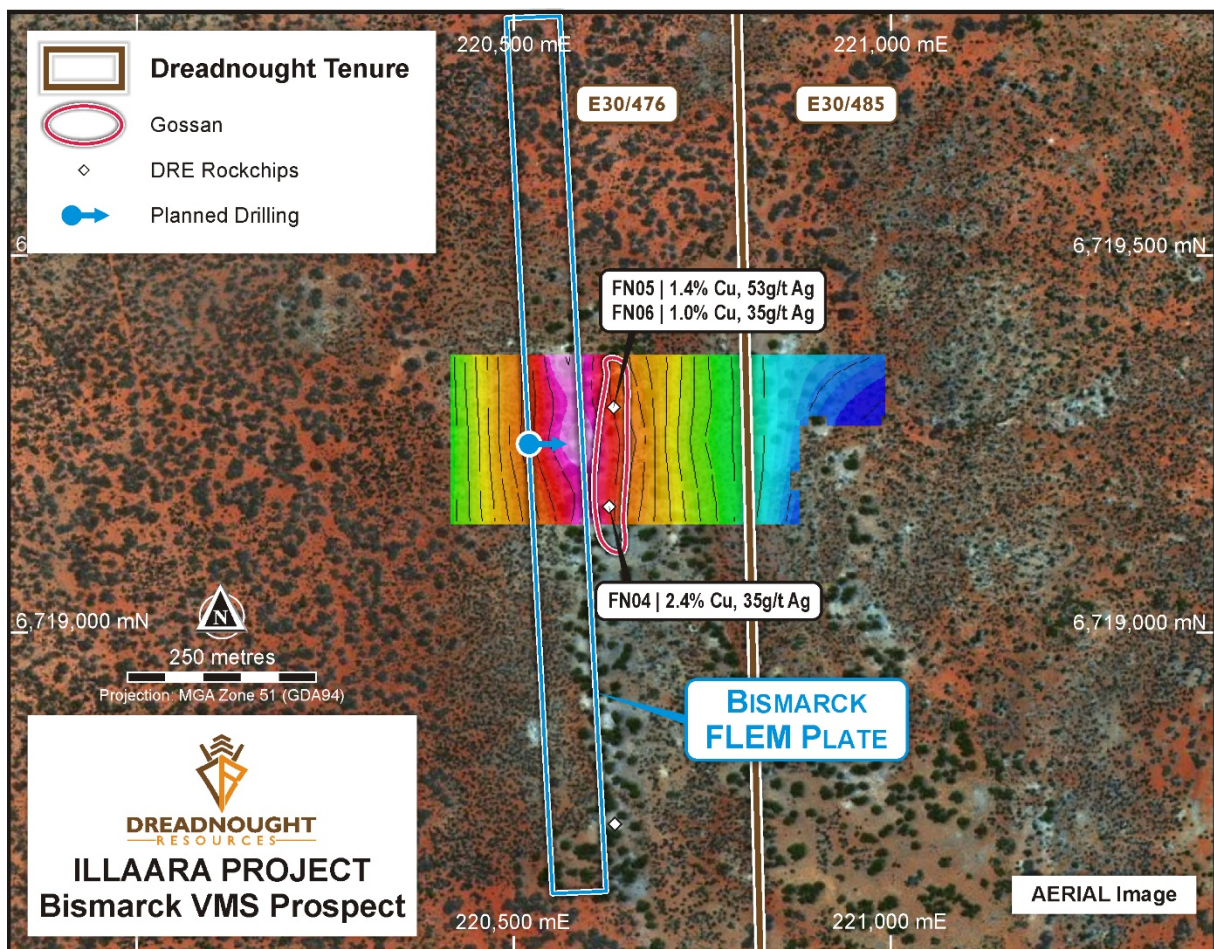 Dreadnought Tenure
Gossan
DRE Rockchips
Planned Drilling
220,500 mE
221,000 mE
E30/476
E30/485
6
6,719,500 mN
FN05 | 1.4% Cu, 53g/t Ag
FN06 | 1.0% Cu, 35g/t Ag
FN04 | 2.4% Cu, 35g/t Ag
6,719,000 mN
6,719,000 mN
N
250 metres
Projection: MGA Zone 51 (GDA94)
BISMARCK
FLEM PLATE
DREADNOUGHT
RESOURCES
ILLAARA PROJECT
Bismarck VMS Prospect
220,500 mE
221,000 mE
AERIAL Image